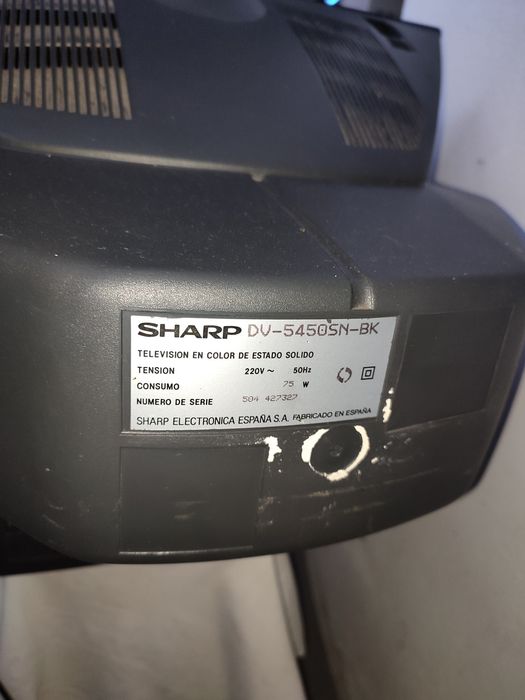 SHARP DV-5450SN-BK
TELEVISION EN COLOR DE ESTADO SOLIDO
TENSION 220V ~ 50Hz
CONSUMO 75 W
NUMERO DE SERIE 504 427327
SHARP ELECTRONICA ESPAÑA S.A. FABRICADO EN ESPAÑA